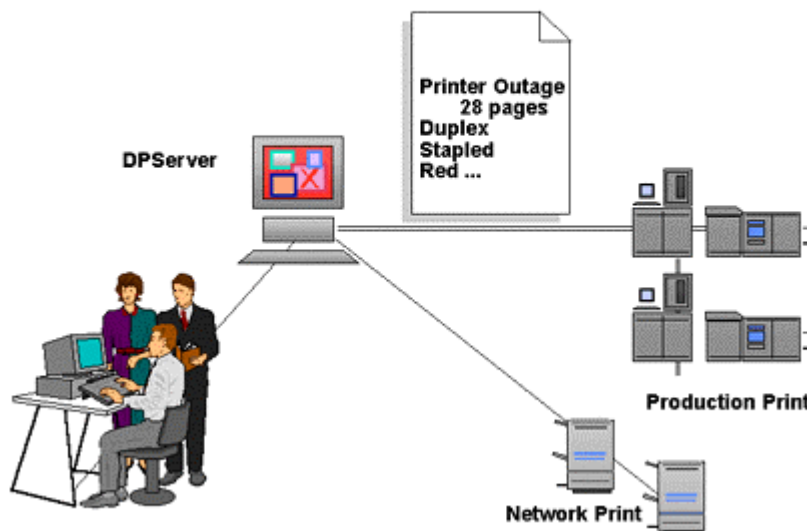 Printer Outage
28 pages
Duplex
Stapled
Red ...
DPServer
Production Print
Network Print